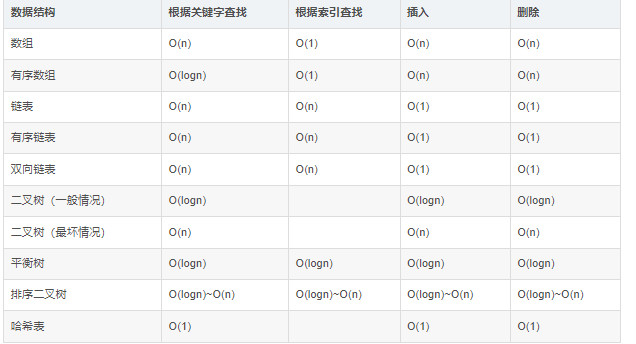 数据结构 根据关键字查找 根据索引查找 插入 删除
数组 O(n) O(1) O(n) O(n)
有序数组 O(logn) O(1) O(n) O(n)
链表 O(n) O(n) O(1) O(1)
有序链表 O(n) O(n) O(1) O(1)
双向链表 O(n) O(n) O(1) O(1)
二叉树（一般情况） O(logn) O(logn) O(logn)
二叉树（最坏情况） O(n) O(n) O(n)
平衡树 O(logn) O(logn) O(logn) O(logn)
排序二叉树 O(logn)~O(n) O(logn)~O(n) O(logn)~O(n) O(logn)~O(n)
哈希表 O(1) O(1) O(1)